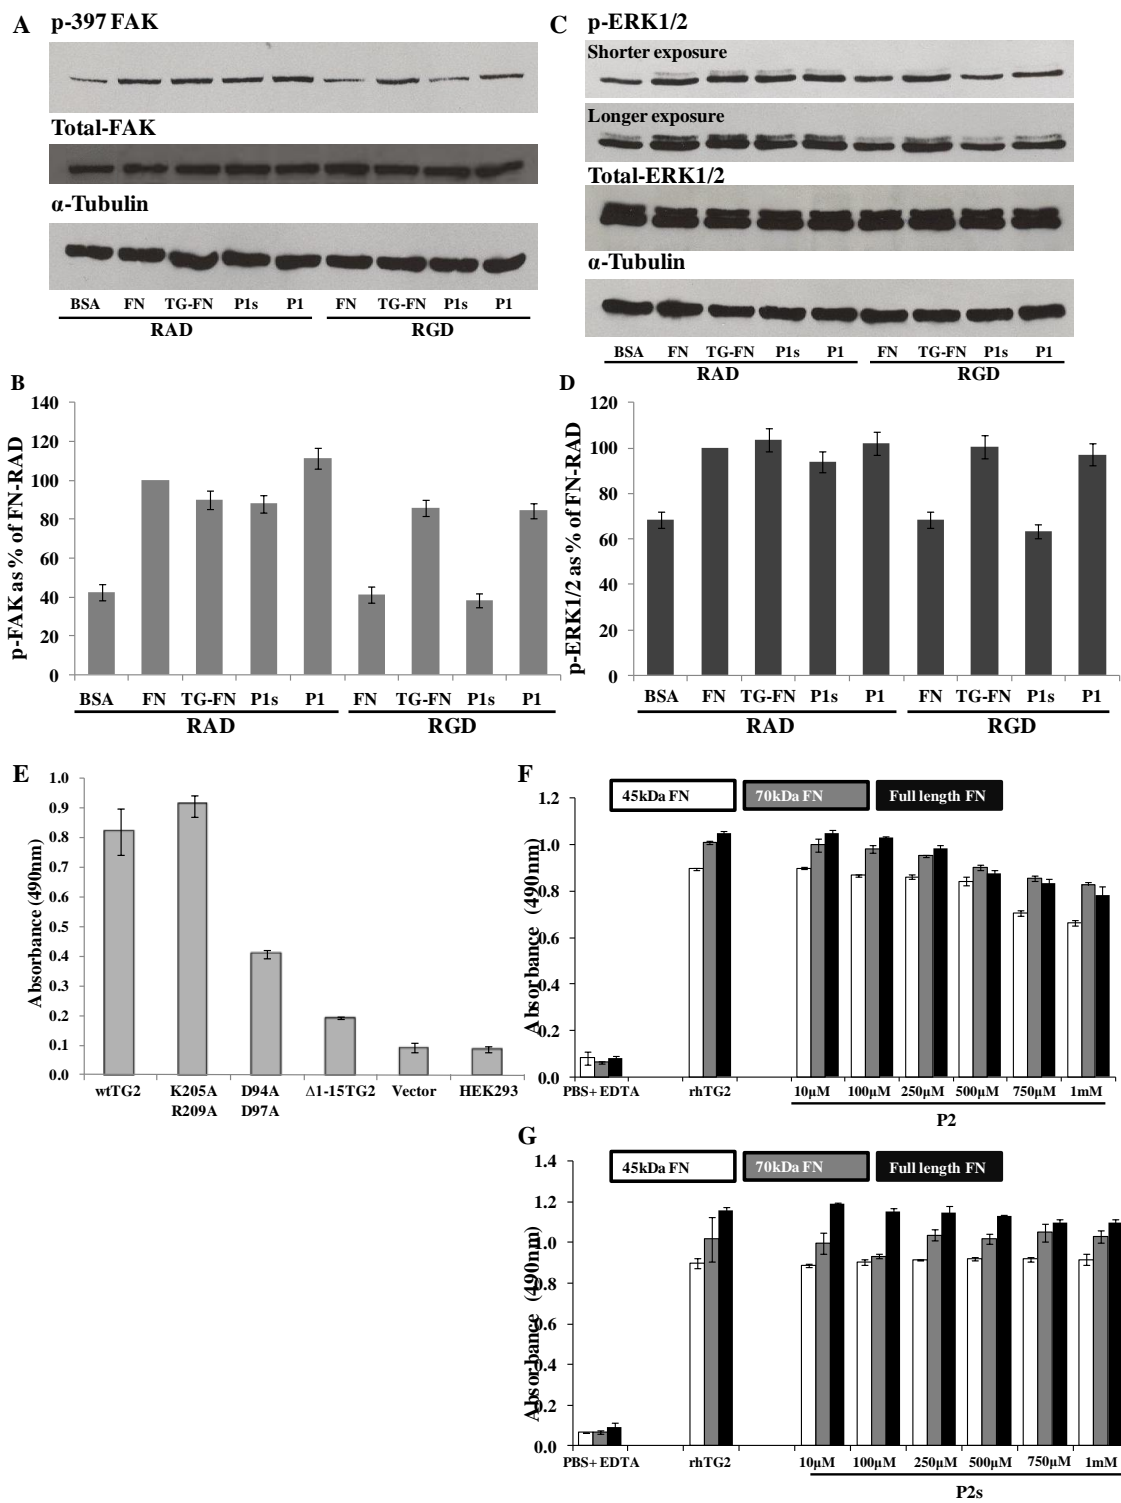 A p-397 FAK
Total-FAK
α-Tubulin
BSA FN TG-FN P1s P1 FN TG-FN P1s P1
RAD RGD
C p-ERK1/2
Shorter exposure
Longer exposure
Total-ERK1/2
α-Tubulin
BSA FN TG-FN P1s P1 FN TG-FN P1s P1
RAD RGD
B
p-FAK as % of FN-RAD
140
120
100
80
60
40
20
0
BSA FN TG-FN P1s P1 FN TG-FN P1s P1
RAD RGD
D
p-ERK1/2 as % of FN-RAD
120
100
80
60
40
20
0
BSA FN TG-FN P1s P1 FN TG-FN P1s P1
RAD RGD
E
Absorbance (490nm)
1.0
0.9
0.8
0.7
0.6
0.5
0.4
0.3
0.2
0.1
0.0
wtTG2 K205A D94A Δ1-15TG2 Vector HEK293
R209A D97A
F
45kDa FN 70kDa FN Full length FN
Absorbance (490nm)
1.2
1.0
0.8
0.6
0.4
0.2
0.0
PBS+EDTA rhTG2 10µM 100µM 250µM 500µM 750µM 1mM
P2
G
45kDa FN 70kDa FN Full length FN
Absorbance (490nm)
1.4
1.2
1.0
0.8
0.6
0.4
0.2
0.0
PBS+EDTA rhTG2 10µM 100µM 250µM 500µM 750µM 1mM
P2s